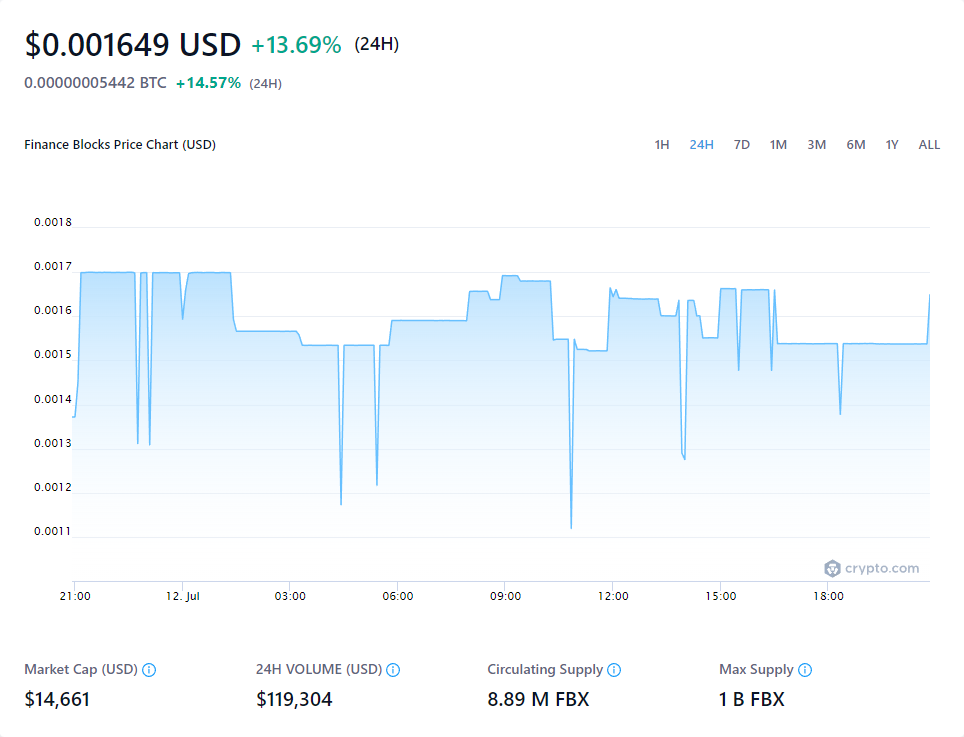 $0.001649 USD +13.69% (24H)
0.00000005442 BTC +14.57% (24H)
Finance Blocks Price Chart (USD) 1H 24H 7D 1M 3M 6M 1Y ALL
0.0018
0.0017
0.0016
0.0015
0.0014
0.0013
0.0012
0.0011
crypto.com
21:00 12. Jul 03:00 06:00 09:00 12:00 15:00 18:00
Market Cap (USD) 24H VOLUME (USD) Circulating Supply Max Supply
$14,661 $119,304 8.89 M FBX 1 B FBX